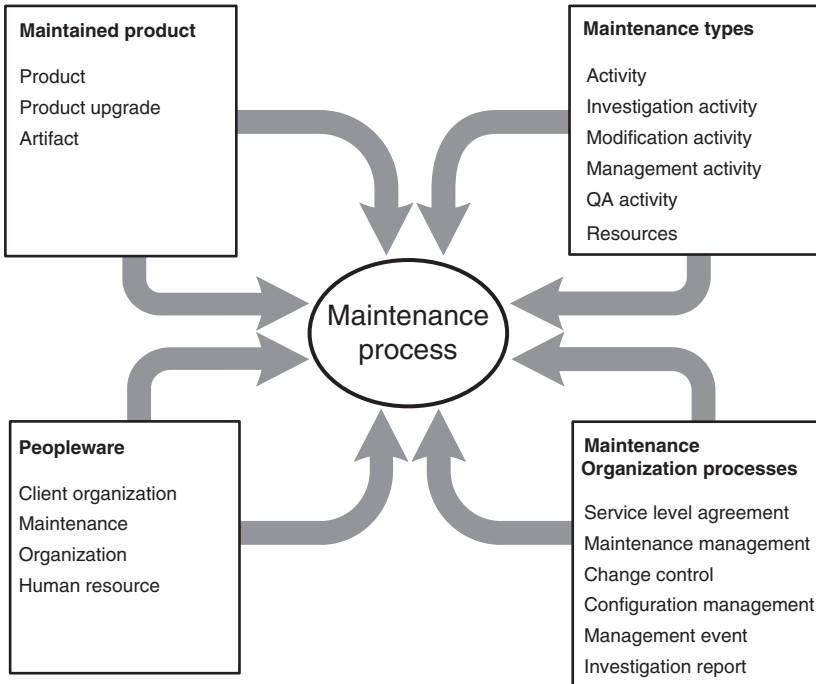 Maintained product
Product
Product upgrade
Artifact
Maintenance types
Activity
Investigation activity
Modification activity
Management activity
QA activity
Resources
Maintenance
process
Peopleware
Client organization
Maintenance
Organization
Human resource
Maintenance
Organization processes
Service level agreement
Maintenance management
Change control
Configuration management
Management event
Investigation report